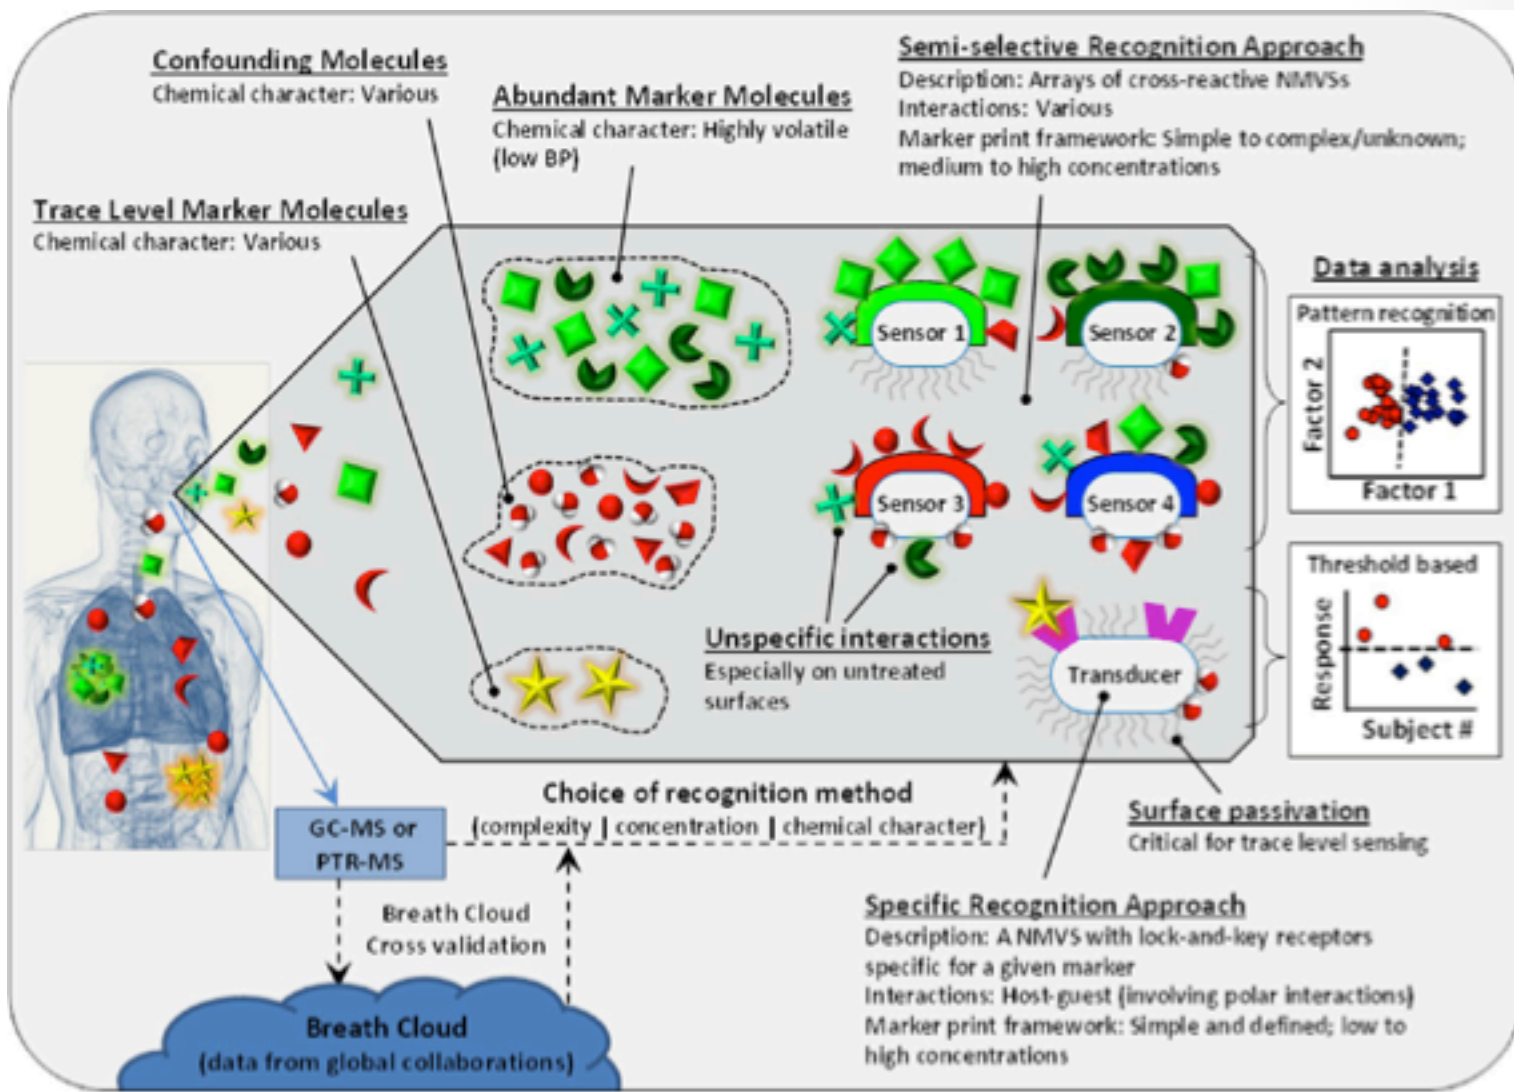 Confounding Molecules
Chemical character: Various
Abundant Marker Molecules
Chemical character: Highly volatile
(low BP)
Semi-selective Recognition Approach
Description: Arrays of cross-reactive NMVSs
Interactions: Various
Marker print framework: Simple to complex/unknown;
medium to high concentrations
Trace Level Marker Molecules
Chemical character: Various
Sensor 1
Sensor 2
Sensor 3
Sensor 4
Data analysis
Pattern recognition
Factor 2
Factor 1
Unspecific interactions
Especially on untreated
surfaces
Transducer
Threshold based
Response
Subject #
Surface passivation
Critical for trace level sensing
GC-MS or
PTR-MS
Choice of recognition method
(complexity | concentration | chemical character)
Breath Cloud
Cross validation
Breath Cloud
(data from global collaborations)
Specific Recognition Approach
Description: A NMVS with lock-and-key receptors
specific for a given marker
Interactions: Host-guest (involving polar interactions)
Marker print framework: Simple and defined; low to
high concentrations